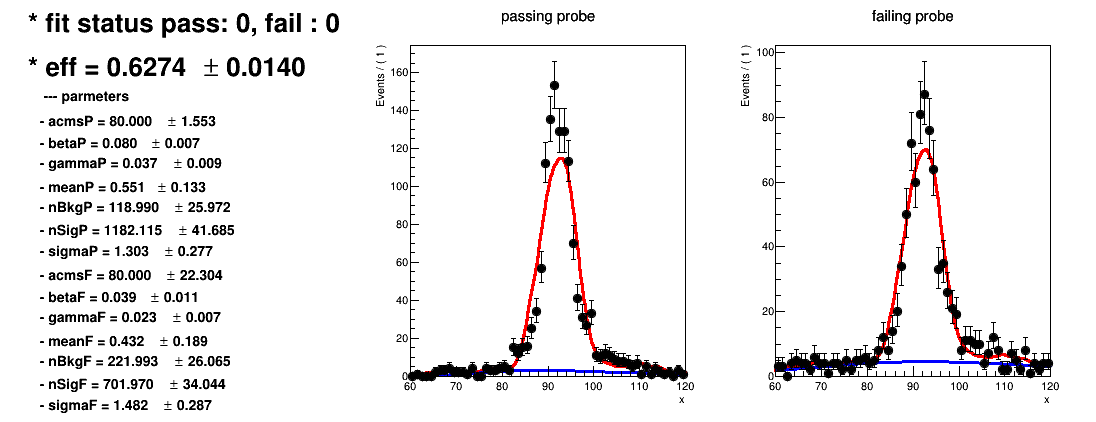 * fit status pass: 0, fail : 0
* eff = 0.6274 ± 0.0140
--- parmeters
- acmsP = 80.000 ± 1.553
- betaP = 0.080 ± 0.007
- gammaP = 0.037 ± 0.009
- meanP = 0.551 ± 0.133
- nBkgP = 118.990 ± 25.972
- nSigP = 1182.115 ± 41.685
- sigmaP = 1.303 ± 0.277
- acmsF = 80.000 ± 22.304
- betaF = 0.039 ± 0.011
- gammaF = 0.023 ± 0.007
- meanF = 0.432 ± 0.189
- nBkgF = 221.993 ± 26.065
- nSigF = 701.970 ± 34.044
- sigmaF = 1.482 ± 0.287
passing probe
Events / ( 1 )
160
140
120
100
80
60
40
20
0
60 70 80 90 100 110 120
x
failing probe
Events / ( 1 )
100
80
60
40
20
0
60 70 80 90 100 110 120
x